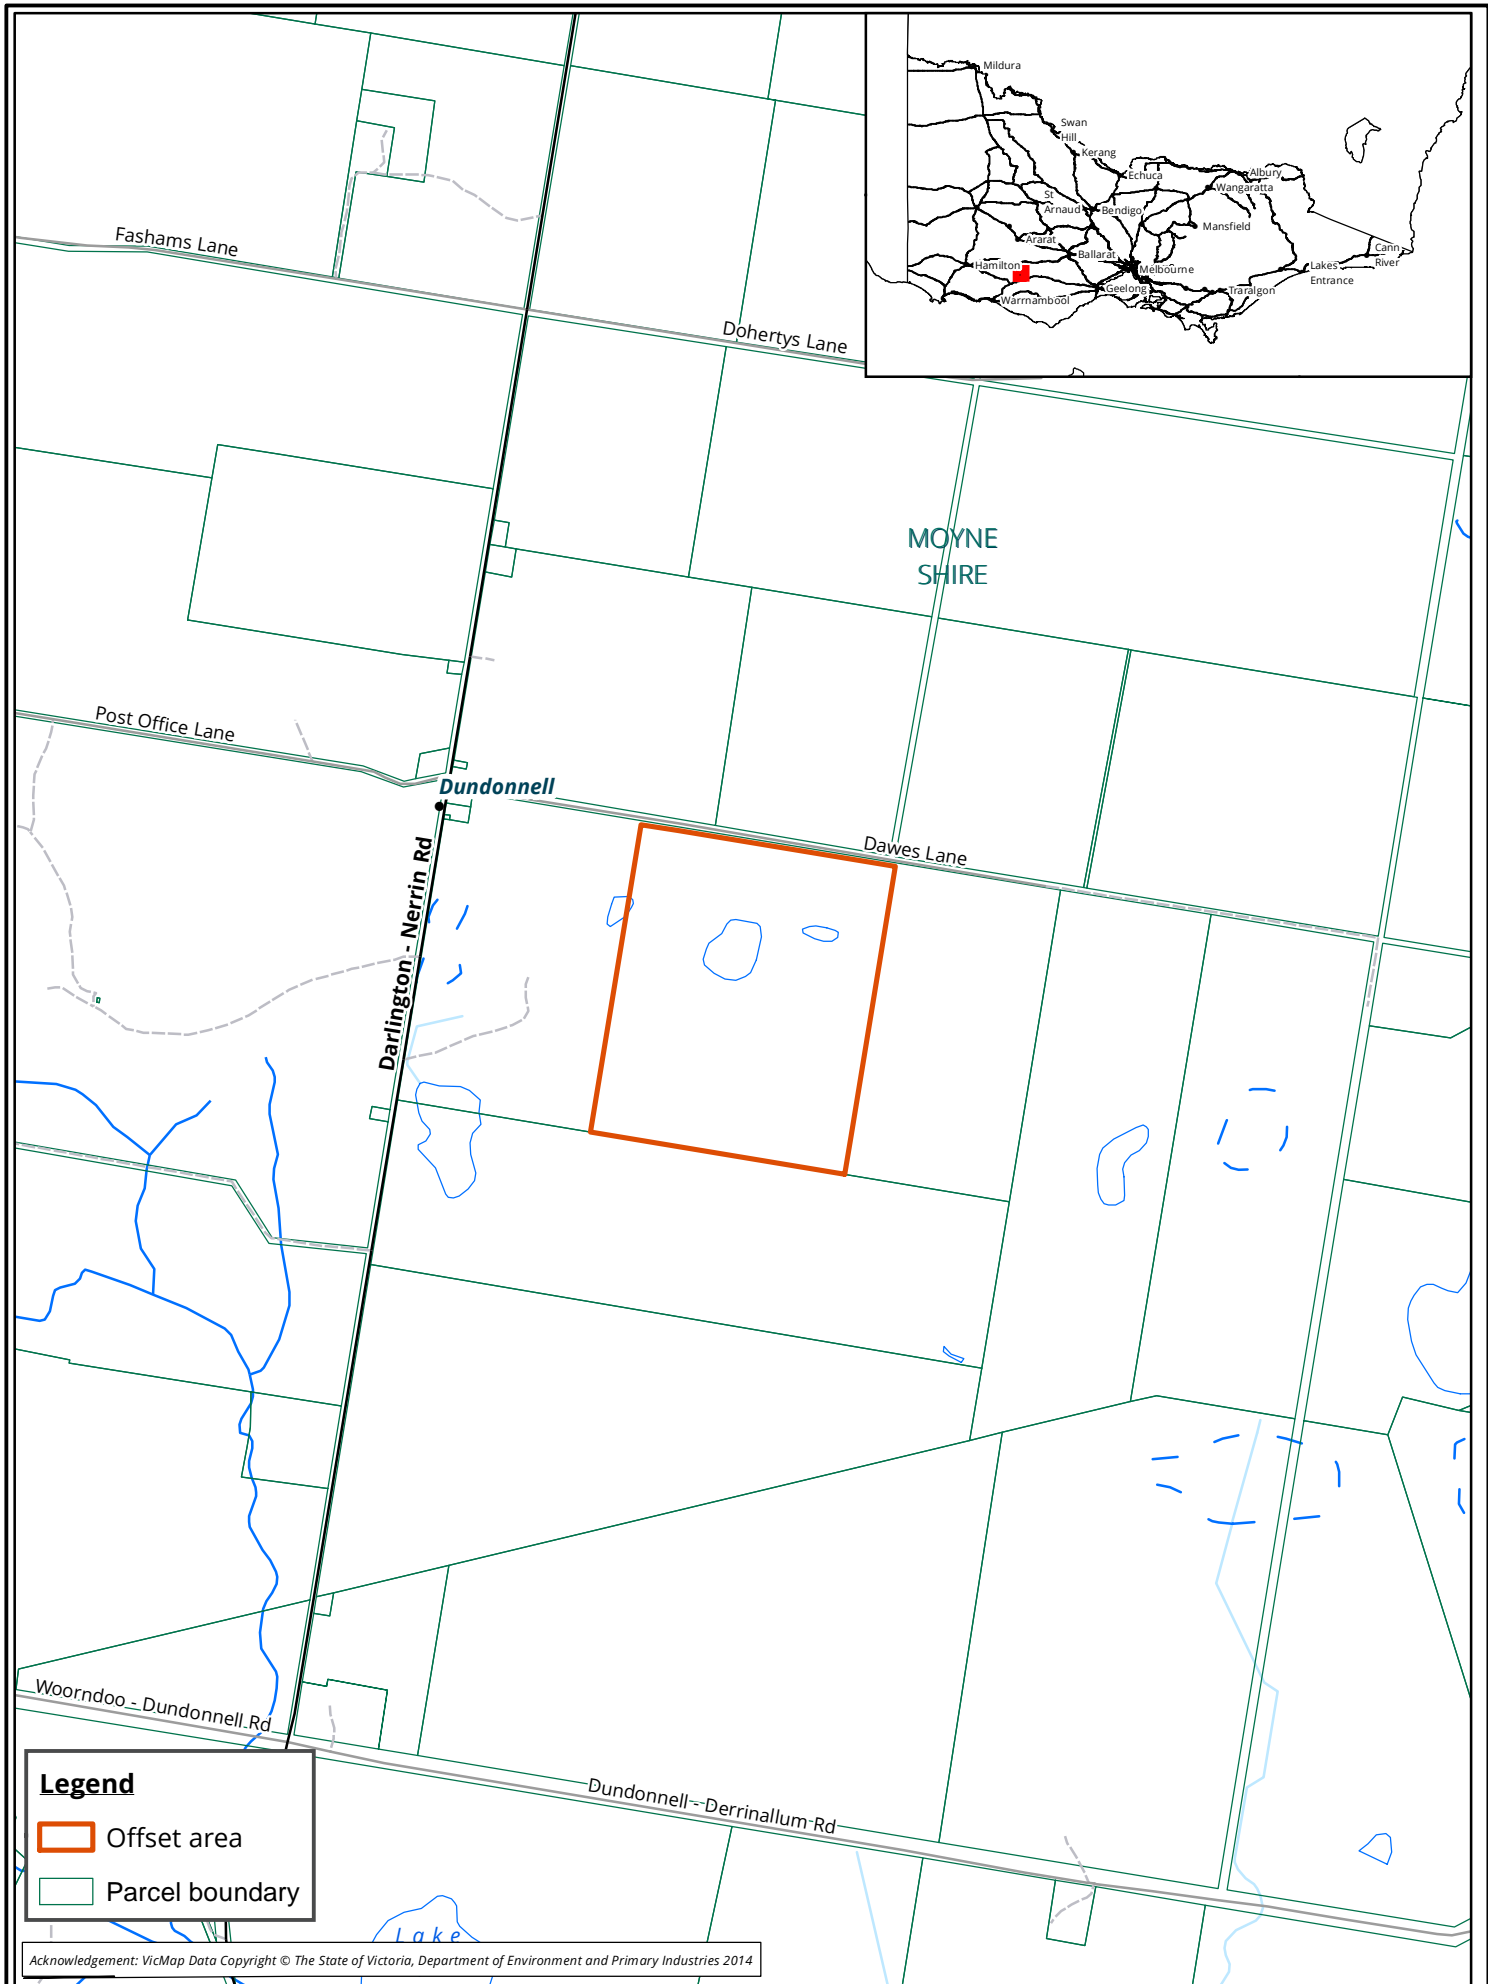 Mildura
Swan
Hill
Kerang
Echuca
Albury
Wangaratta
St
Arnaud
Bendigo
Mansfield
Ararat
Ballarat
Cann
River
Hamilton
Melbourne
Lakes
Entrance
Geelong
Traralgon
Warrnambool
Fashams Lane
Dohertys Lane
MOYNE
SHIRE
Post Office Lane
Dundonnell
Dawes Lane
Darlington - Nerrin Rd
Woorndoo - Dundonnell Rd
Dundonnell - Derrinallum Rd
Legend
Offset area
Parcel boundary
Lake
Acknowledgement: VicMap Data Copyright © The State of Victoria, Department of Environment and Primary Industries 2014